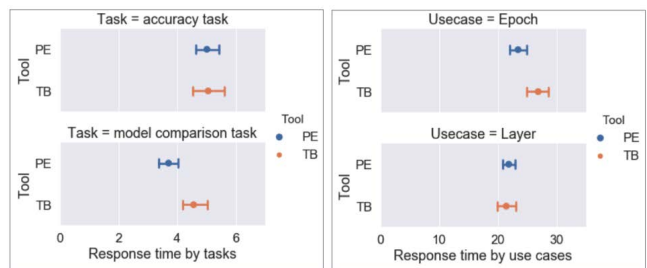 Task = accuracy task
PE
TB
Tool
Task = model comparison task
PE
TB
Tool
0 2 4 6
Response time by tasks
Tool
PE
TB
Usecase = Epoch
PE
TB
Tool
Usecase = Layer
PE
TB
Tool
0 10 20 30
Response time by use cases
Tool
PE
TB